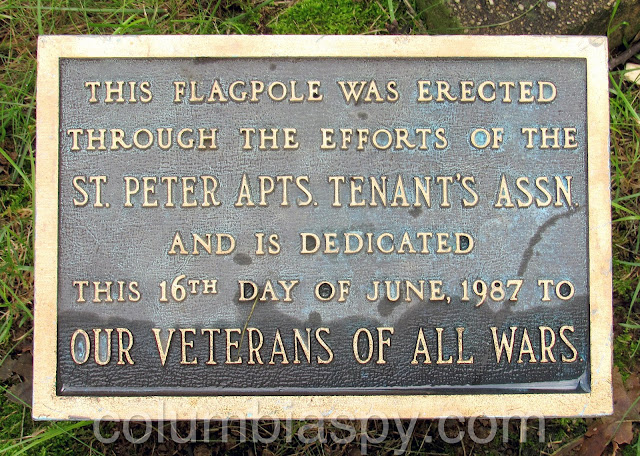 THIS FLAGPOLE WAS ERECTED
THROUGH THE EFFORTS OF THE
ST. PETER APTS. TENANT'S ASSN.
AND IS DEDICATED
THIS 16TH DAY OF JUNE, 1987 TO
OUR VETERANS OF ALL WARS.
columbiaspy.com